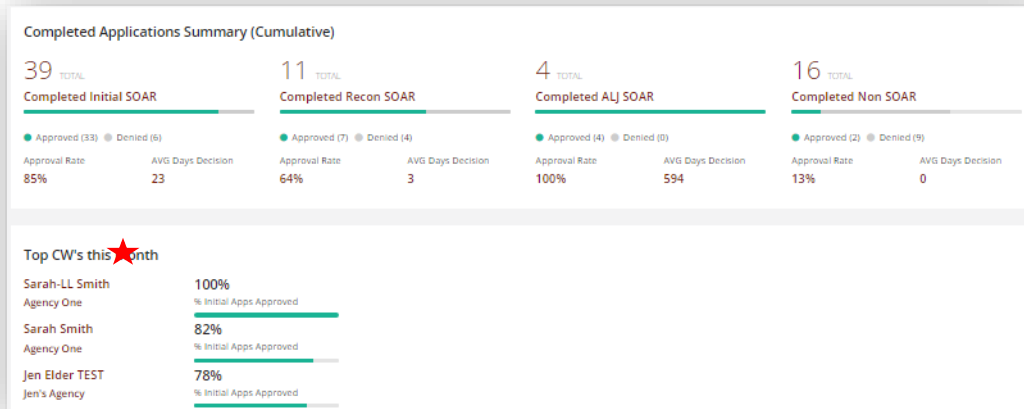 Completed Applications Summary (Cumulative)
39 TOTAL
Completed Initial SOAR
Approved (33) Denied (6)
Approval Rate AVG Days Decision
85% 23
11 TOTAL
Completed Recon SOAR
Approved (7) Denied (4)
Approval Rate AVG Days Decision
64% 3
4 TOTAL
Completed ALJ SOAR
Approved (4) Denied (0)
Approval Rate AVG Days Decision
100% 594
16 TOTAL
Completed Non SOAR
Approved (2) Denied (9)
Approval Rate AVG Days Decision
13% 0
Top CW's this
Sarah-LL Smith
Agency One
100%
% Initial Apps Approved
Sarah Smith
Agency One
82%
% Initial Apps Approved
Jen Elder TEST
Jen's Agency
78%
% Initial Apps Approved